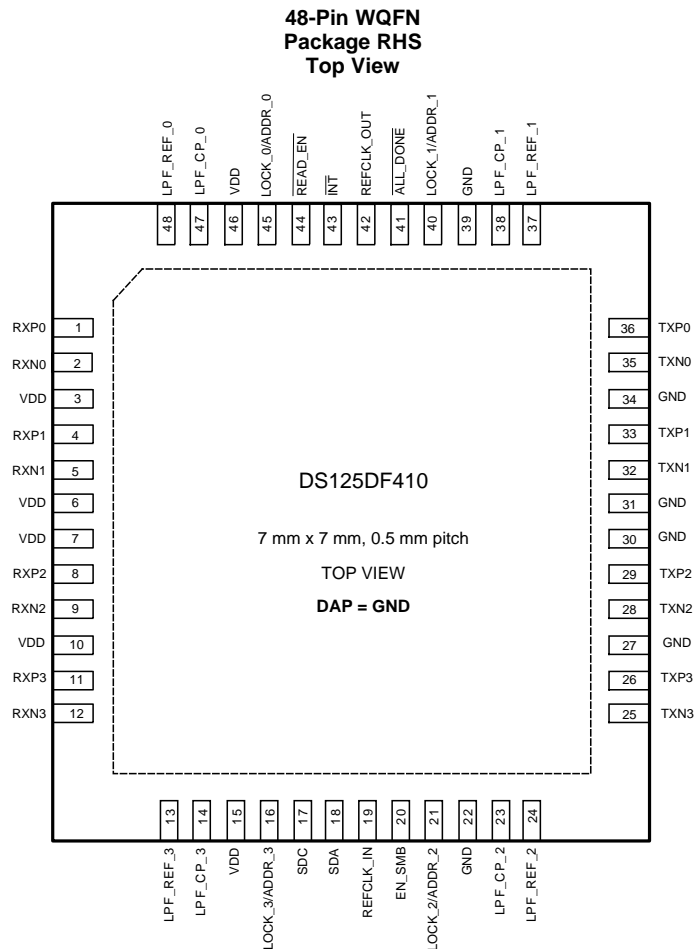 48-Pin WQFN
Package RHS
Top View
LPF_REF_0
LPF_CP_0
VDD
LOCK_0/ADDR_0
READ_EN
INT
REFCLK_OUT
ALL_DONE
LOCK_1/ADDR_1
GND
LPF_CP_1
LPF_REF_1
48
47
46
45
44
43
42
41
40
39
38
37
RXP0 1
RXN0 2
VDD 3
RXP1 4
RXN1 5
VDD 6
VDD 7
RXP2 8
RXN2 9
VDD 10
RXP3 11
RXN3 12
DS125DF410
7 mm x 7 mm, 0.5 mm pitch
TOP VIEW
DAP = GND
36 TXP0
35 TXN0
34 GND
33 TXP1
32 TXN1
31 GND
30 GND
29 TXP2
28 TXN2
27 GND
26 TXP3
25 TXN3
13
14
15
16
17
18
19
20
21
22
23
24
LPF_REF_3
LPF_CP_3
VDD
LOCK_3/ADDR_3
SDC
SDA
REFCLK_IN
EN_SMB
LOCK_2/ADDR_2
GND
LPF_CP_2
LPF_REF_2